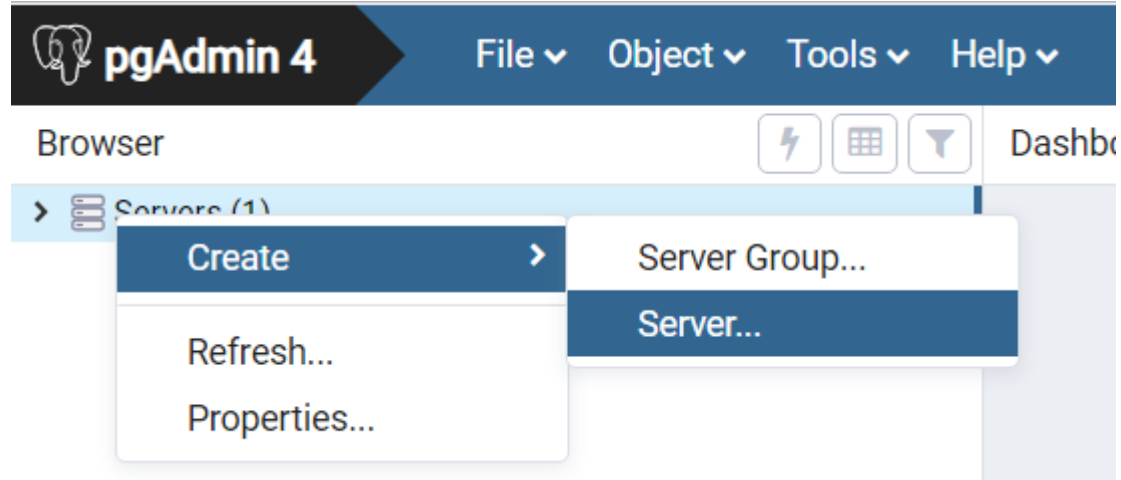 pgAdmin 4 File Object Tools Help
Browser Dashbo
Servers (1)
Create Server Group...
Server...
Refresh...
Properties...